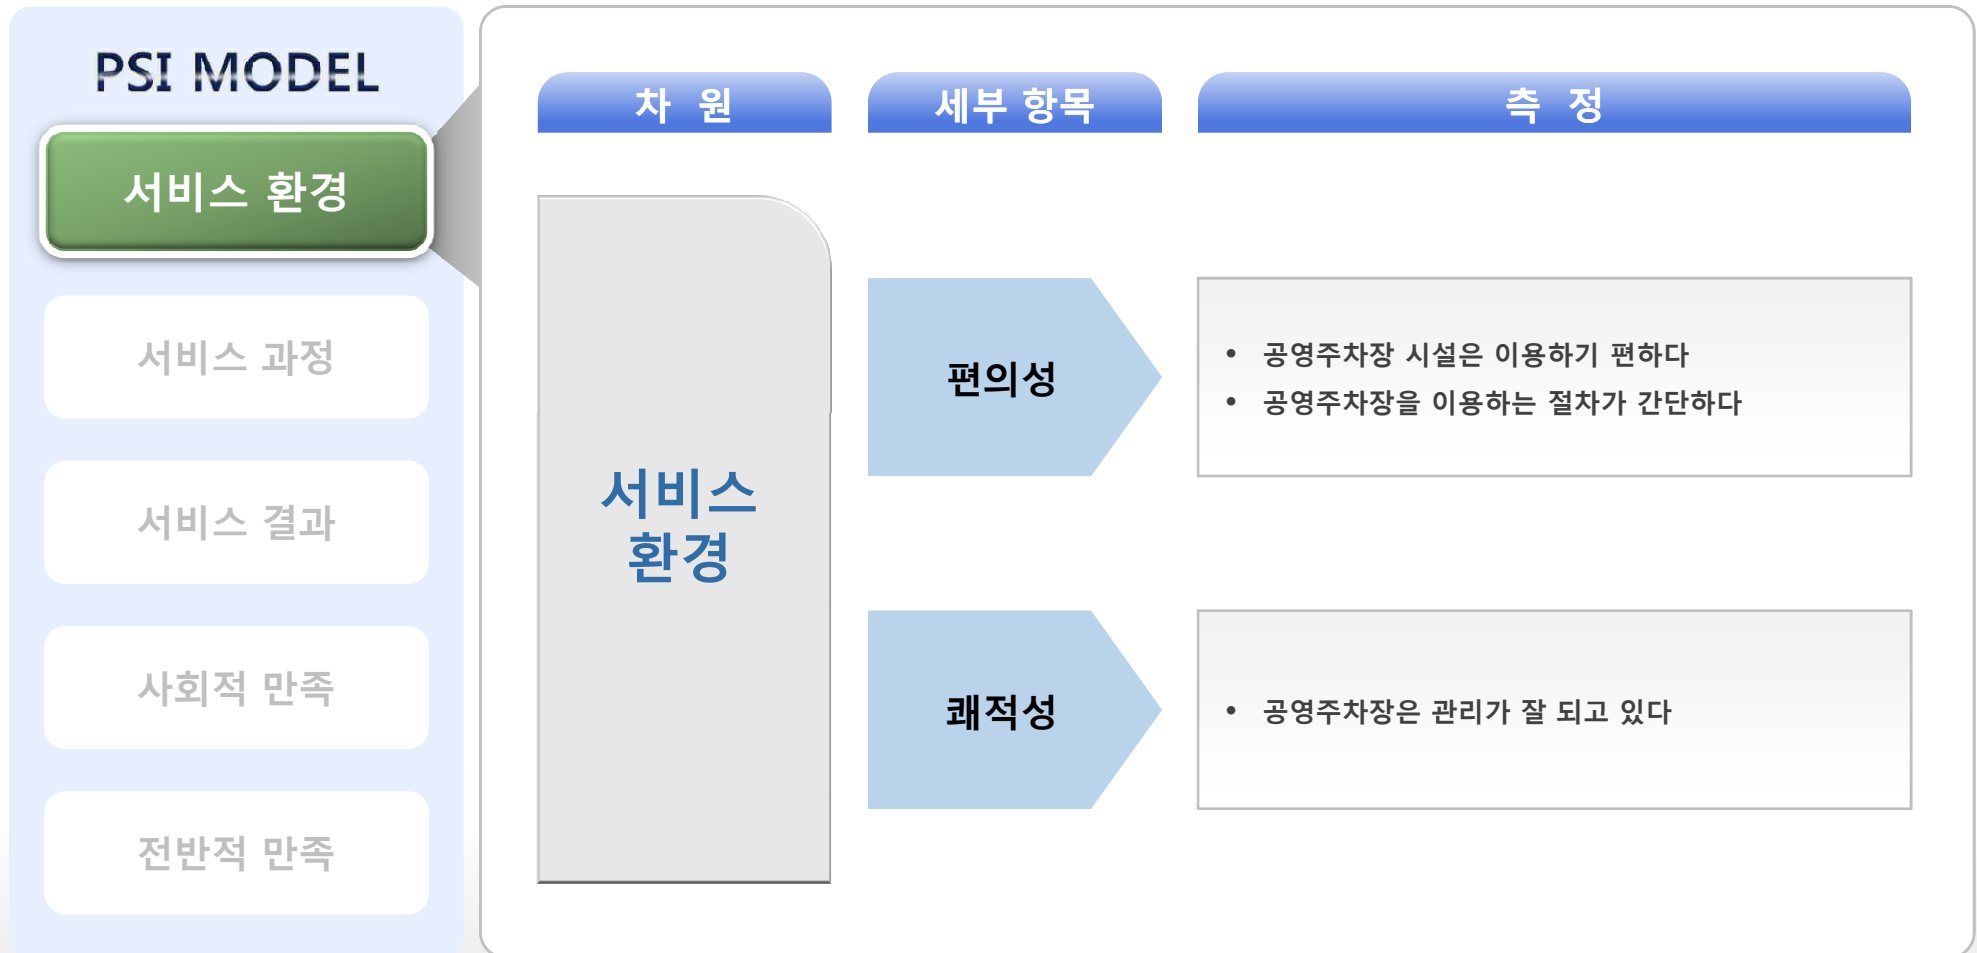 PSI MODEL
서비스 환경
서비스 과정
서비스 결과
사회적 만족
전반적 만족
차 원
세부 항목
측 정
서비스
환경
편의성
• 공영주차장 시설은 이용하기 편하다
• 공영주차장을 이용하는 절차가 간단하다
쾌적성
• 공영주차장은 관리가 잘 되고 있다